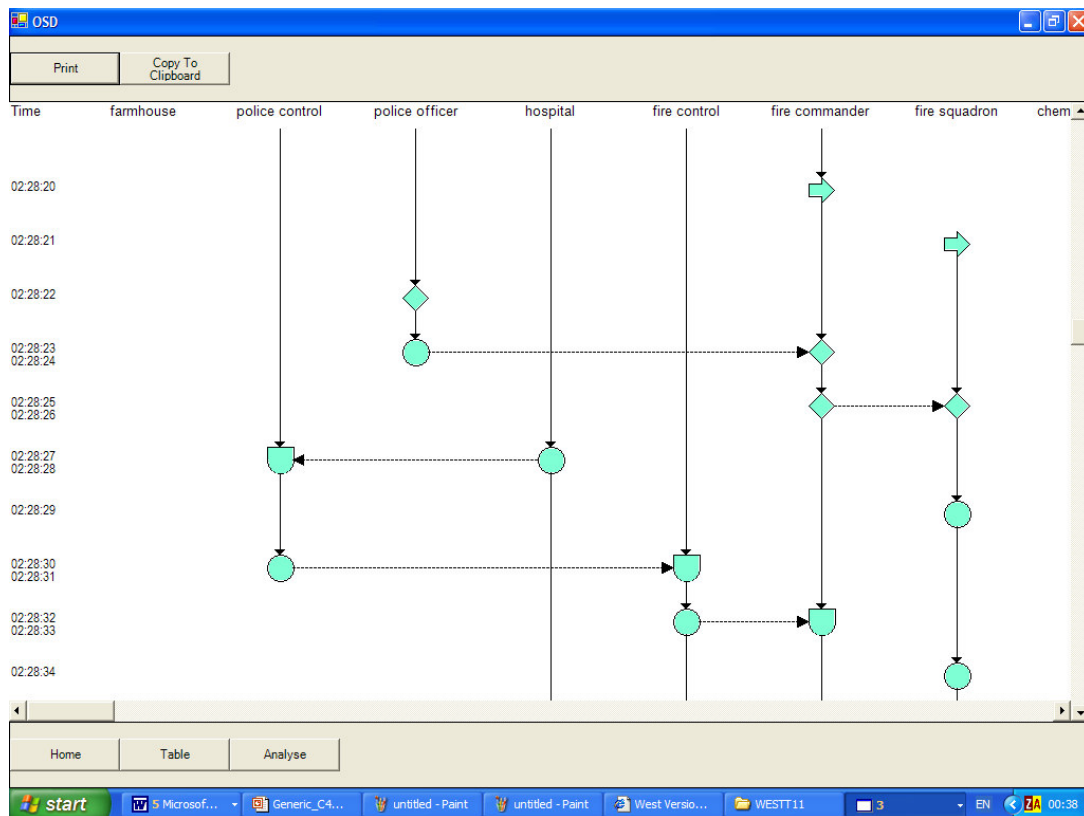 OSD
Print
Copy To
Clipboard
Time farmhouse police control police officer hospital fire control fire commander fire squadron chem
02:28:20
02:28:21
02:28:22
02:28:23
02:28:24
02:28:25
02:28:26
02:28:27
02:28:28
02:28:29
02:28:30
02:28:31
02:28:32
02:28:33
02:28:34
Home Table Analyse
start 5 Microsof... Generic_C4... untitled - Paint untitled - Paint West Versio... WESTT11 3 EN ZA 00:38